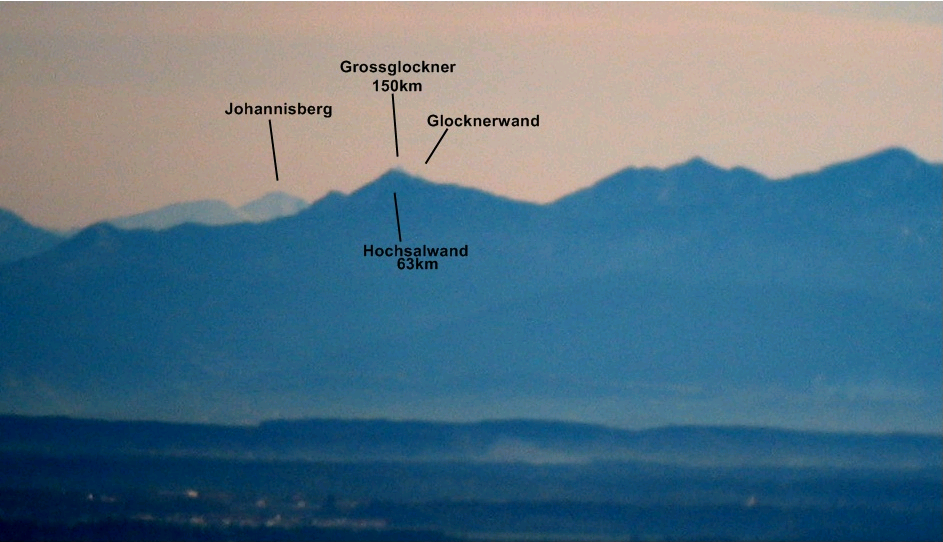 Grossglockner
150km
Johannisberg
Glocknerwand
Hochsalwand
63km